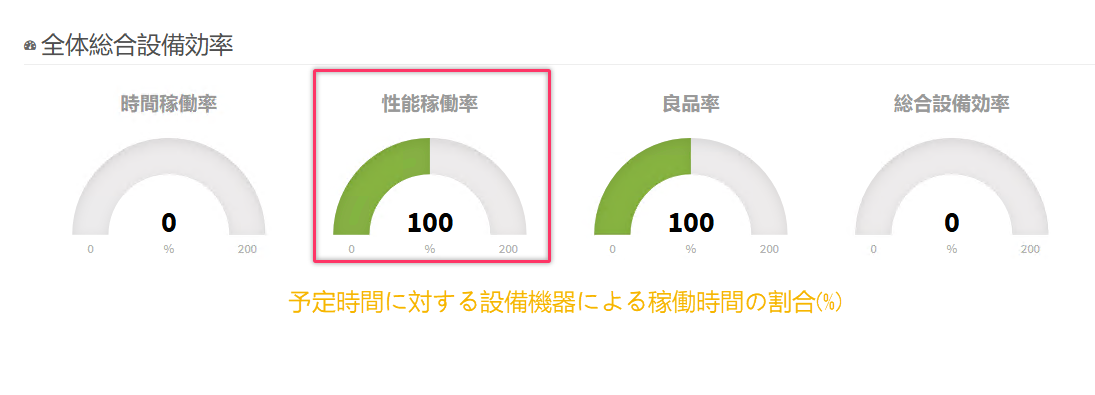 全体総合設備効率
時間稼働率 性能稼働率 良品率 総合設備効率
0 100 100 0
0 % 200 0 % 200 0 % 200 0 % 200
予定時間に対する設備機器による稼働時間の割合(%)